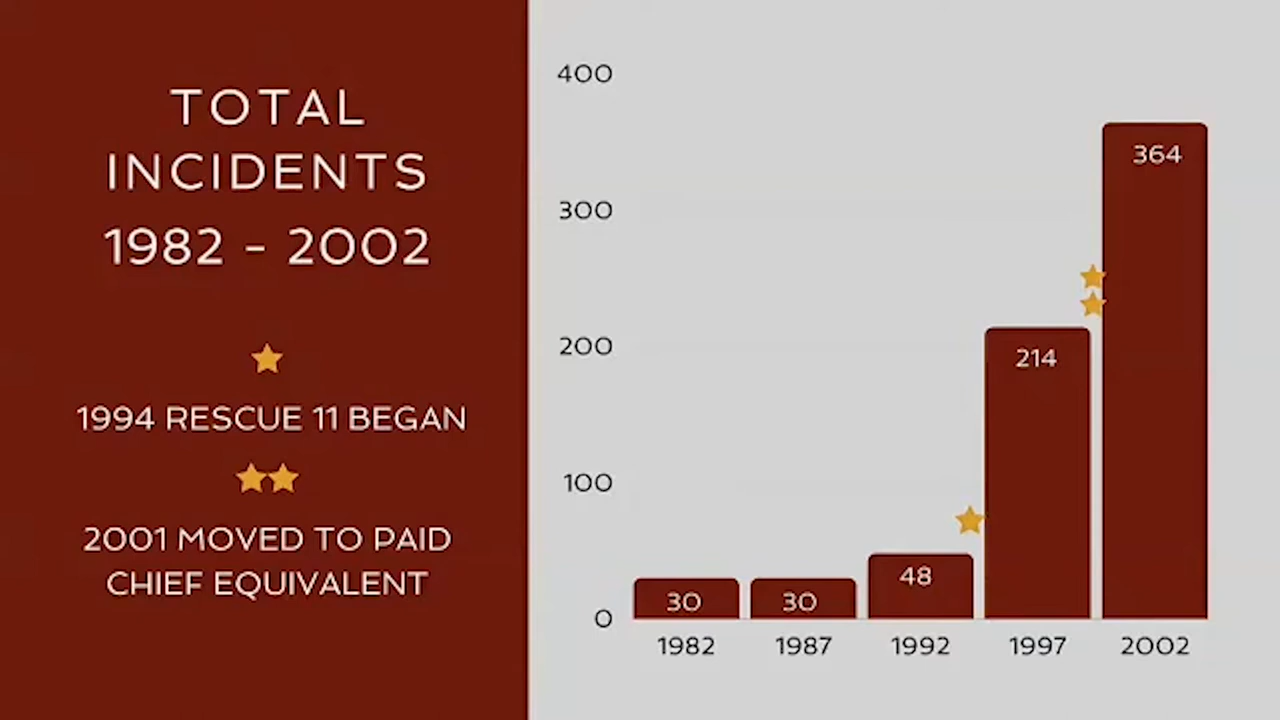 TOTAL
INCIDENTS
1982 - 2002
1994 RESCUE 11 BEGAN
2001 MOVED TO PAID
CHIEF EQUIVALENT
400
300
200
100
0
30
30
48
214
364
1982
1987
1992
1997
2002